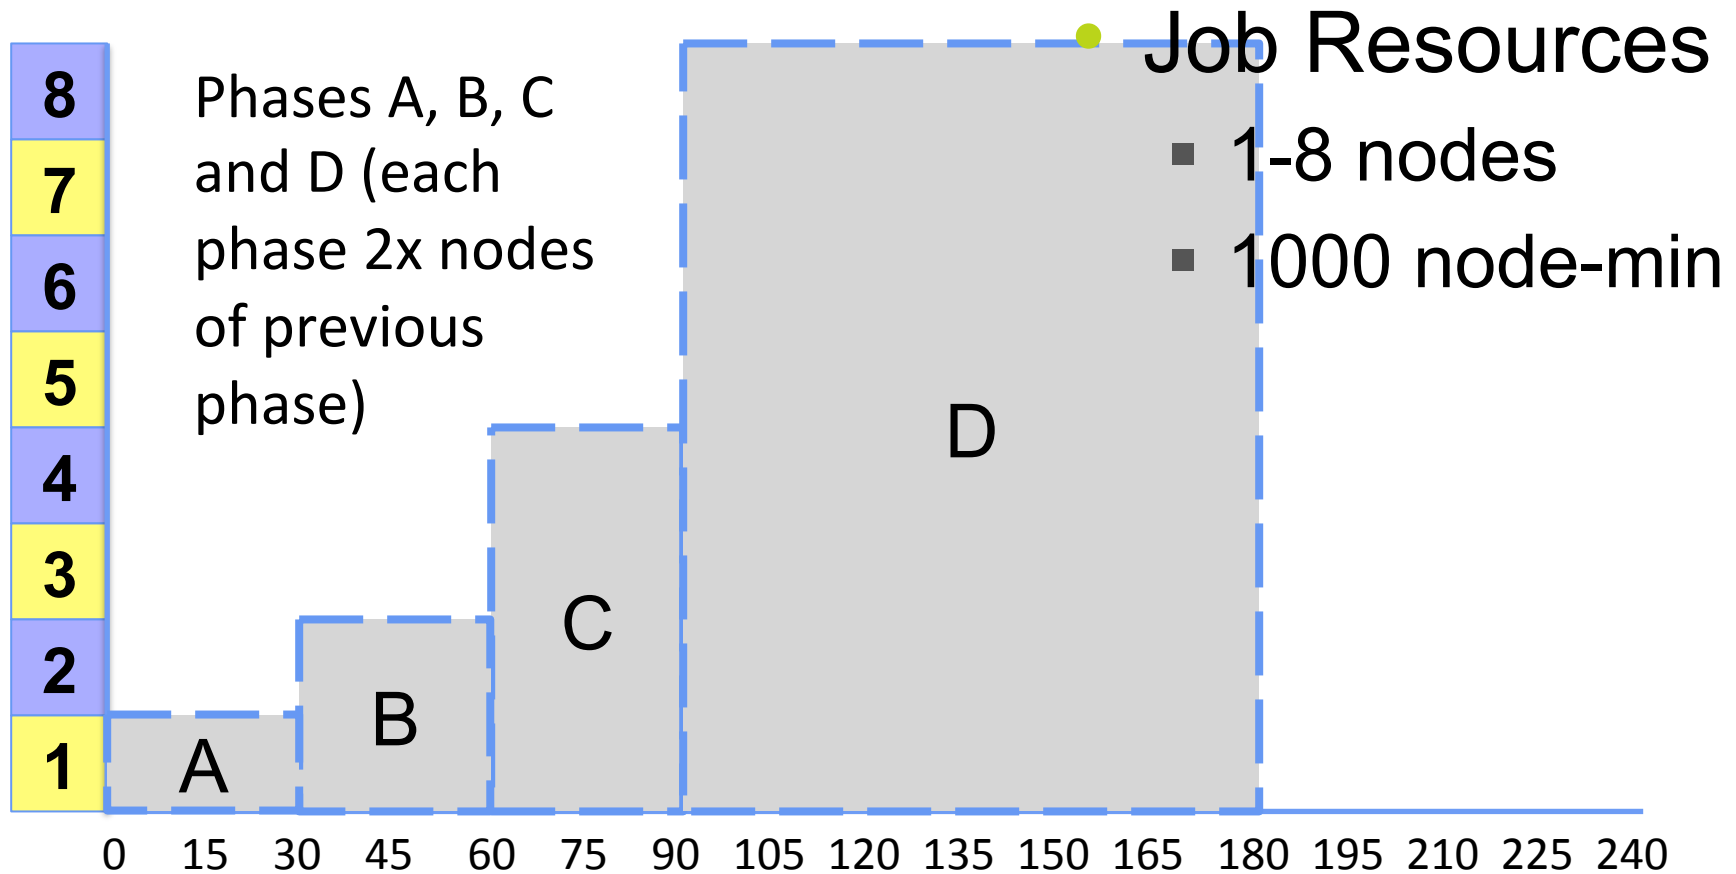 Job Resources
1-8 nodes
1000 node-min
Phases A, B, C
and D (each
phase 2x nodes
of previous
phase)
8
7
6
5
4
3
2
1
A
B
C
D
0 15 30 45 60 75 90 105 120 135 150 165 180 195 210 225 240